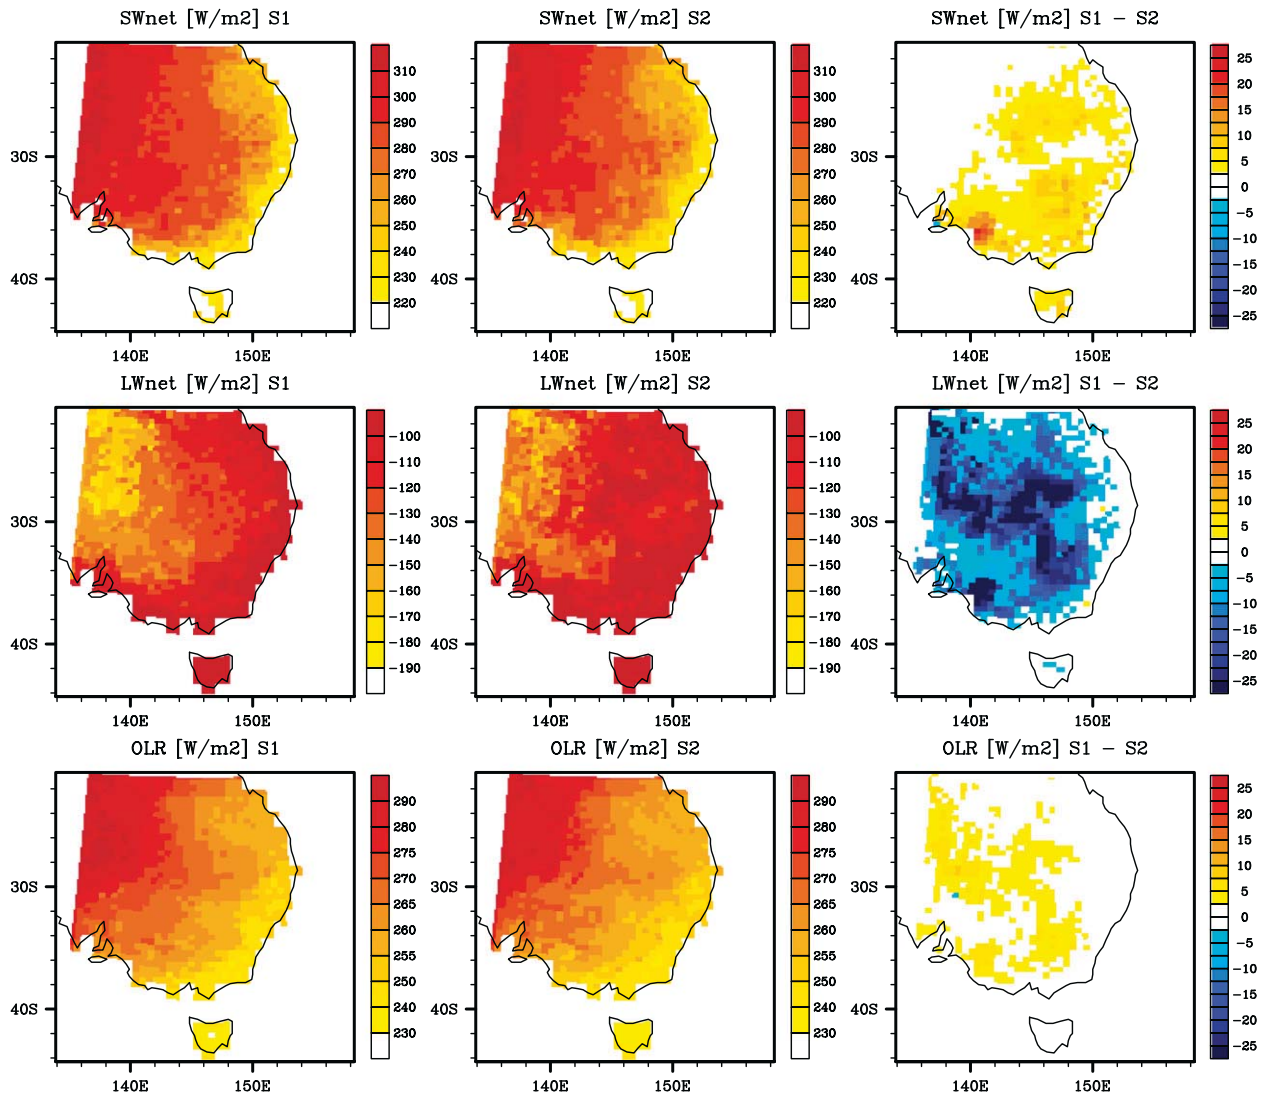 SWnet [W/m2] S1
SWnet [W/m2] S2
SWnet [W/m2] S1 − S2
30S
40S
140E
150E
310
300
290
280
270
260
250
240
230
220
30S
40S
140E
150E
310
300
290
280
270
260
250
240
230
220
30S
40S
140E
150E
25
20
15
10
5
0
−5
−10
−15
−20
−25
LWnet [W/m2] S1
LWnet [W/m2] S2
LWnet [W/m2] S1 − S2
30S
40S
140E
150E
−100
−110
−120
−130
−140
−150
−160
−170
−180
−190
30S
40S
140E
150E
−100
−110
−120
−130
−140
−150
−160
−170
−180
−190
30S
40S
140E
150E
25
20
15
10
5
0
−5
−10
−15
−20
−25
OLR [W/m2] S1
OLR [W/m2] S2
OLR [W/m2] S1 − S2
30S
40S
140E
150E
290
280
275
270
265
260
255
250
240
230
30S
40S
140E
150E
290
280
275
270
265
260
255
250
240
230
30S
40S
140E
150E
25
20
15
10
5
0
−5
−10
−15
−20
−25